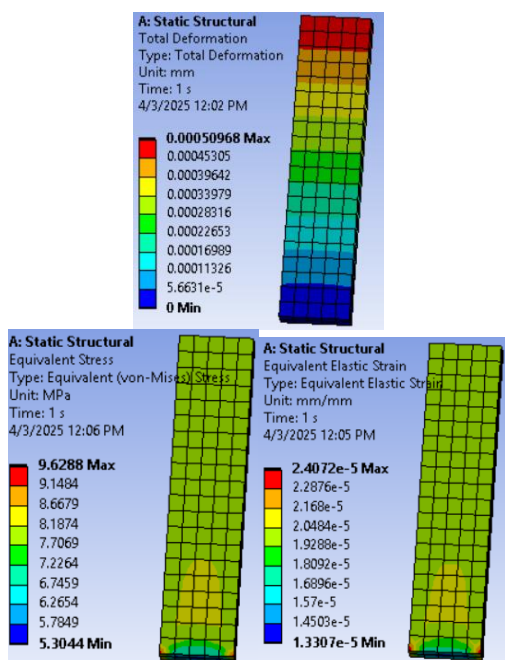 A: Static Structural
Total Deformation
Type: Total Deformation
Unit: mm
Time: 1 s
4/3/2025 12:02 PM
0.00050968 Max
0.00045305
0.00039642
0.00033979
0.00028316
0.00022653
0.00016989
0.00011326
5.6631e-5
0 Min
A: Static Structural
Equivalent Stress
Type: Equivalent (von-Mises) Stress
Unit: MPa
Time: 1 s
4/3/2025 12:06 PM
9.6288 Max
9.1484
8.6679
8.1874
7.7069
7.2264
6.7459
6.2654
5.7849
5.3044 Min
A: Static Structural
Equivalent Elastic Strain
Type: Equivalent Elastic Strain
Unit: mm/mm
Time: 1 s
4/3/2025 12:05 PM
2.4072e-5 Max
2.2876e-5
2.168e-5
2.0484e-5
1.9288e-5
1.8092e-5
1.6896e-5
1.57e-5
1.4503e-5
1.3307e-5 Min